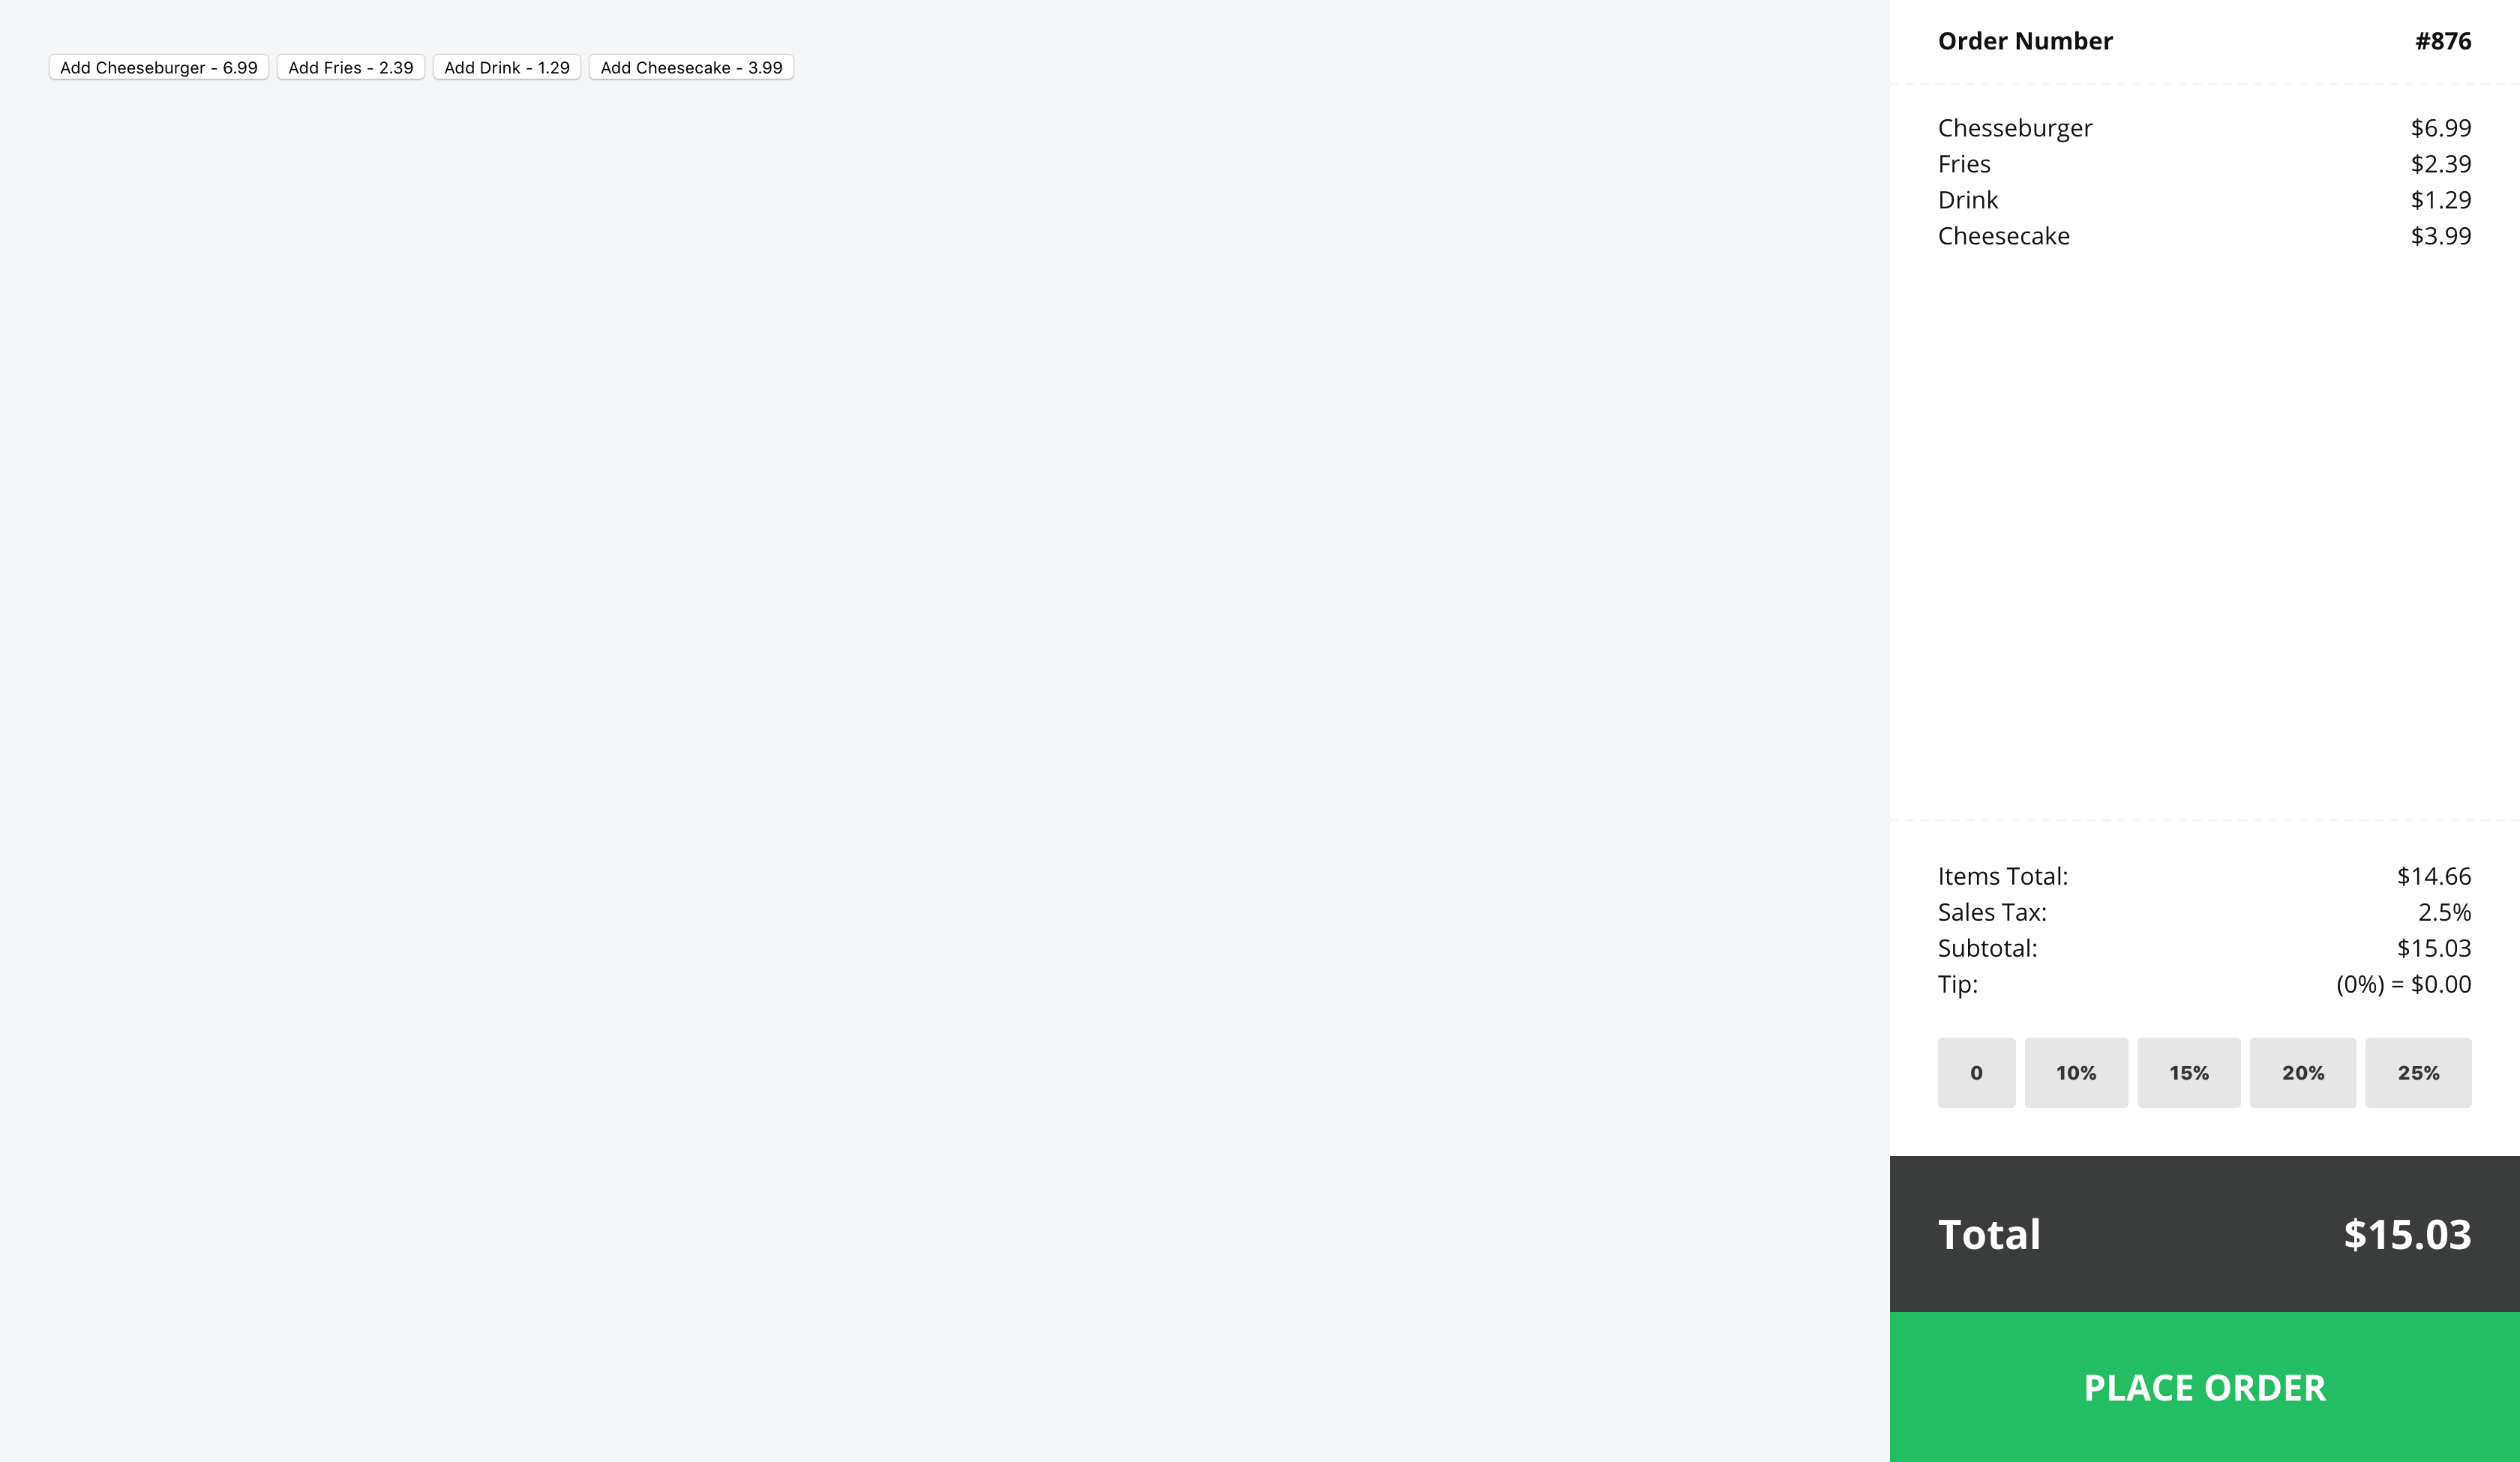 Add Cheeseburger - 6.99 Add Fries - 2.39 Add Drink - 1.29 Add Cheesecake - 3.99
Order Number #876
Chesseburger $6.99
Fries $2.39
Drink $1.29
Cheesecake $3.99
Items Total: $14.66
Sales Tax: 2.5%
Subtotal: $15.03
Tip: (0%) = $0.00
0 10% 15% 20% 25%
Total $15.03
PLACE ORDER